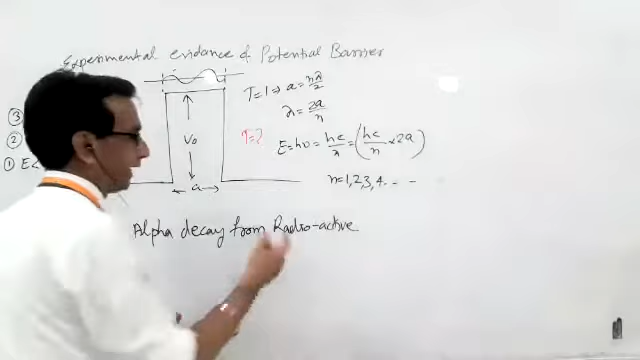 Experimental evidence of Potential Barrier
T=1 ⇒ a = nλ/2
λ = 2a/n
③
②
① E<
V₀
a
T=?
E=hν = hc/λ = (hc/n × 2a)
n=1,2,3,4.. -
Alpha decay from Radio-active